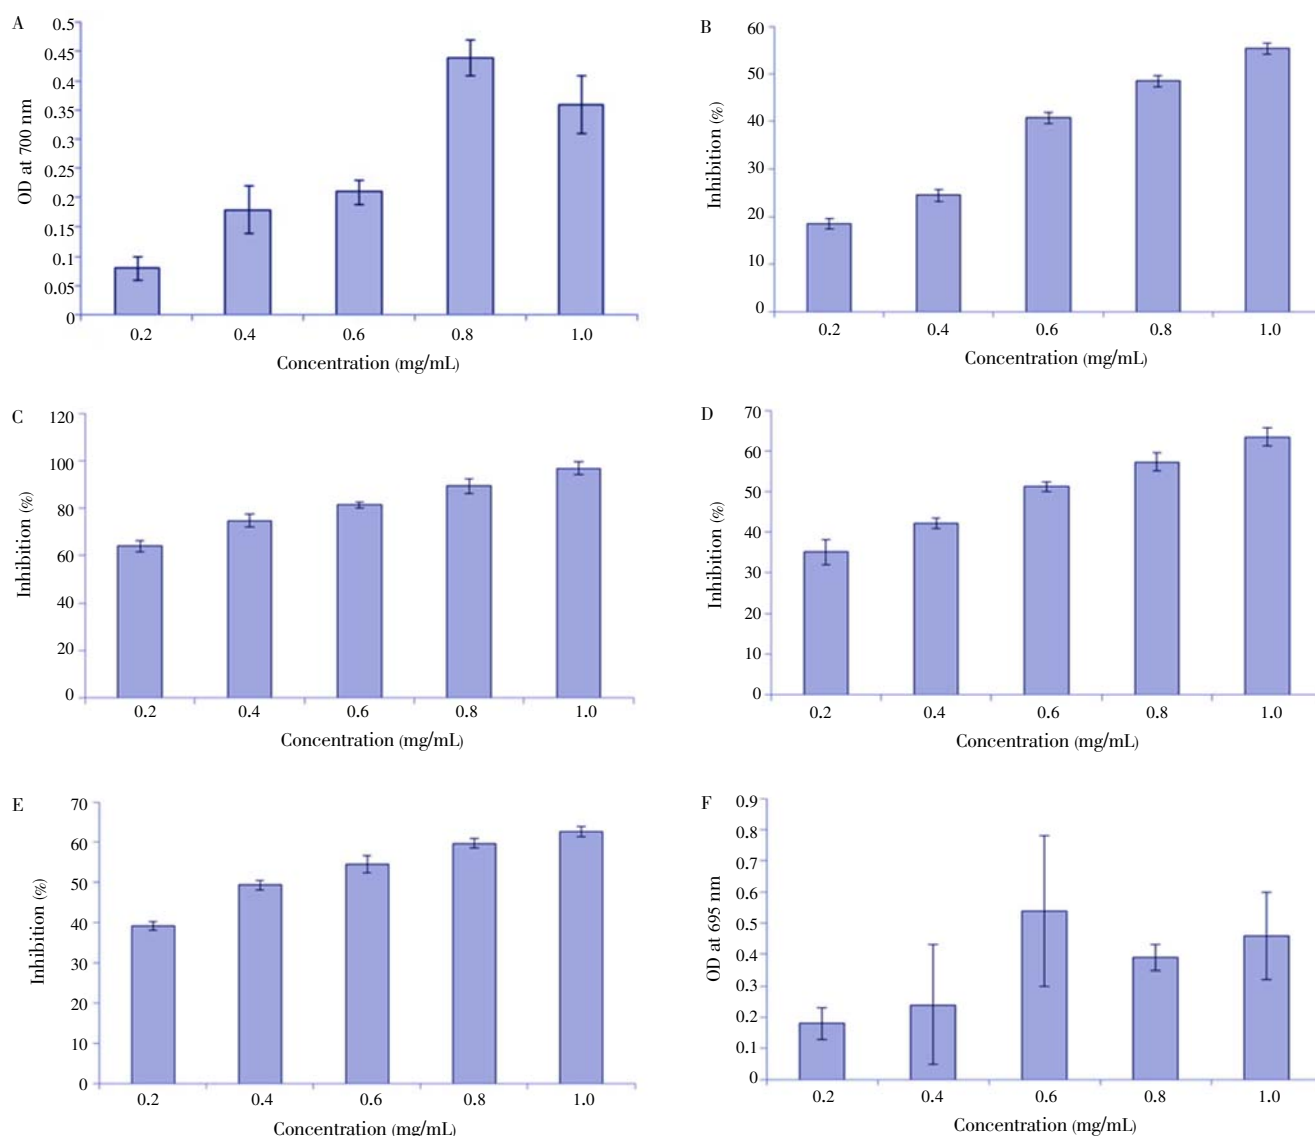 A
OD at 700 nm
0.5
0.45
0.4
0.35
0.3
0.25
0.2
0.15
0.1
0.05
0
0.2 0.4 0.6 0.8 1.0
Concentration (mg/mL)
B
Inhibition (%)
60
50
40
30
20
10
0
0.2 0.4 0.6 0.8 1.0
Concentration (mg/mL)
C
Inhibition (%)
120
100
80
60
40
20
0
0.2 0.4 0.6 0.8 1.0
Concentration (mg/mL)
D
Inhibition (%)
70
60
50
40
30
20
10
0
0.2 0.4 0.6 0.8 1.0
Concentration (mg/mL)
E
Inhibition (%)
70
60
50
40
30
20
10
0
0.2 0.4 0.6 0.8 1.0
Concentration (mg/mL)
F
OD at 695 nm
0.9
0.8
0.7
0.6
0.5
0.4
0.3
0.2
0.1
0
0.2 0.4 0.6 0.8 1.0
Concentration (mg/mL)